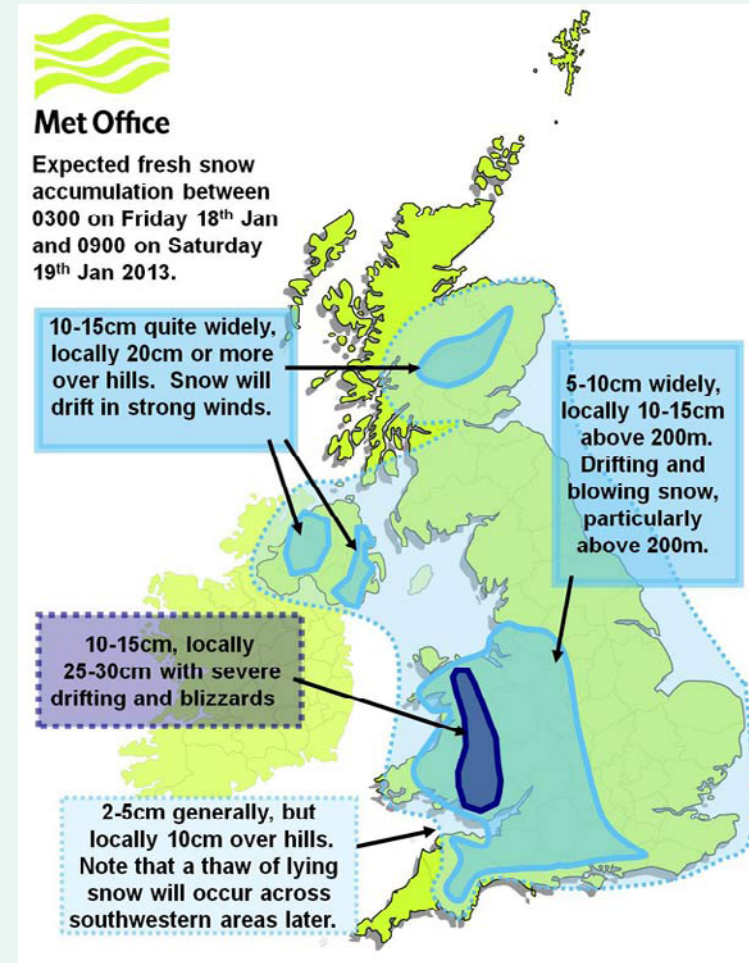 Met Office
Expected fresh snow
accumulation between
0300 on Friday 18th Jan
and 0900 on Saturday
19th Jan 2013.
10-15cm quite widely,
locally 20cm or more
over hills. Snow will
drift in strong winds.
5-10cm widely,
locally 10-15cm
above 200m.
Drifting and
blowing snow,
particularly
above 200m.
10-15cm, locally
25-30cm with severe
drifting and blizzards
2-5cm generally, but
locally 10cm over hills.
Note that a thaw of lying
snow will occur across
southwestern areas later.